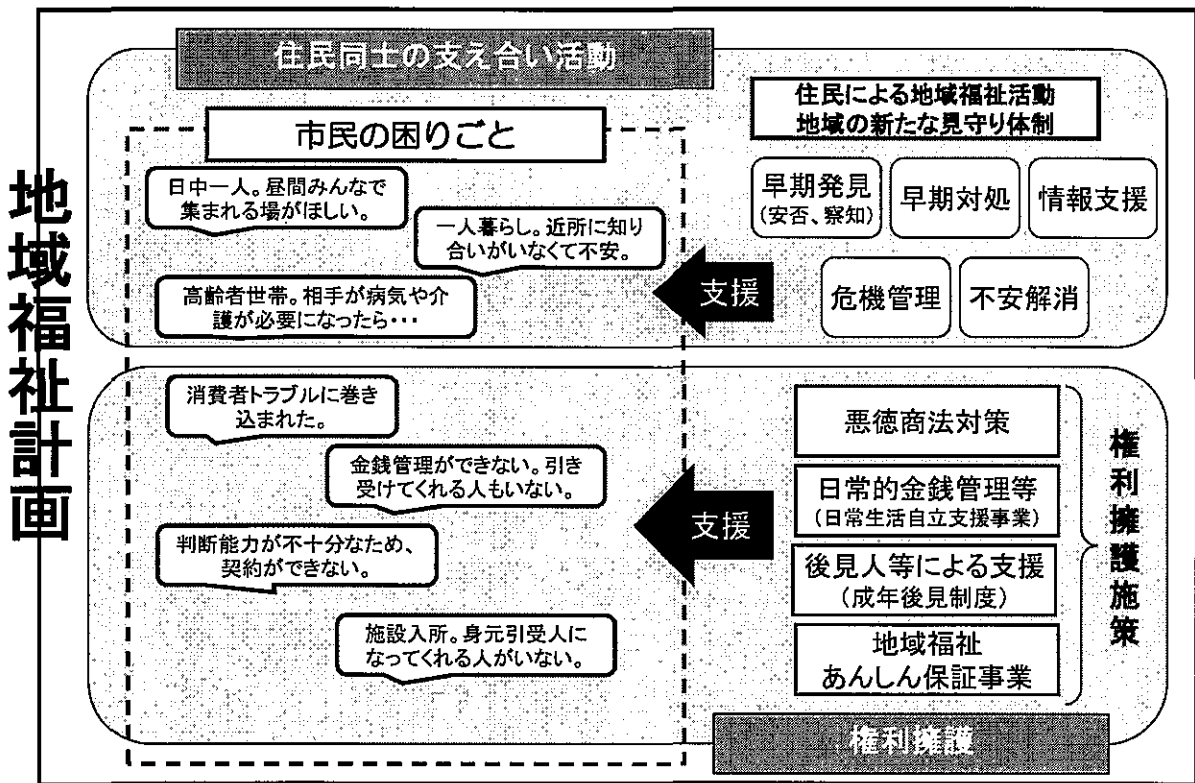 地域福祉計画
住民同士の支え合い活動
市民の困りごと
日中一人。昼間みんなで
集まれる場がほしい。
一人暮らし。近所に知り
合いがいなくて不安。
高齢者世帯。相手が病気や介
護が必要になったら・・・
支援
住民による地域福祉活動
地域の新たな見守り体制
早期発見
(安否、察知)
早期対処
情報支援
危機管理
不安解消
消費者トラブルに巻き
込まれた。
金銭管理ができない。引き
受けてくれる人もいない。
判断能力が不十分なため、
契約ができない。
施設入所。身元引受人に
なってくれる人がいない。
支援
悪徳商法対策
日常的金銭管理等
(日常生活自立支援事業)
後見人等による支援
(成年後見制度)
地域福祉
あんしん保証事業
権利擁護施策
権利擁護